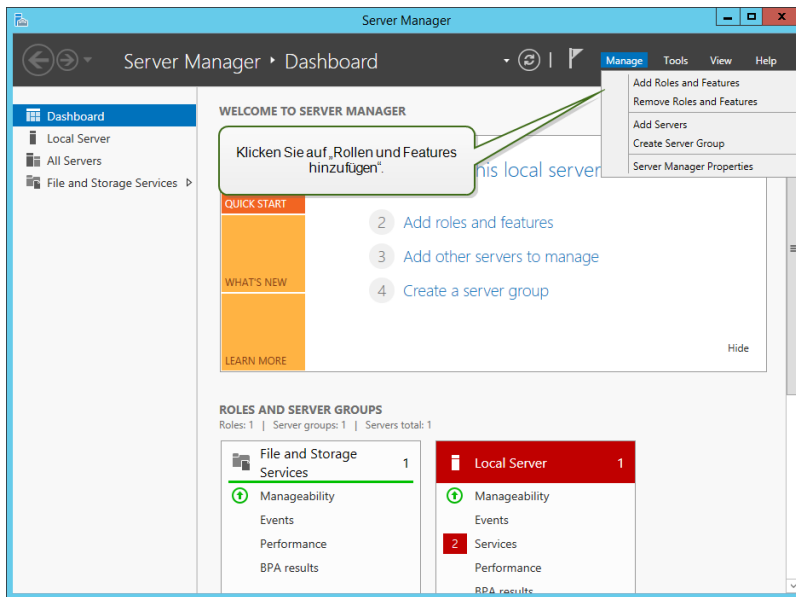 Server Manager
Server Manager ‣ Dashboard
Manage Tools View Help
Add Roles and Features
Remove Roles and Features
Add Servers
Create Server Group
Server Manager Properties
Dashboard
Local Server
All Servers
File and Storage Services
WELCOME TO SERVER MANAGER
Klicken Sie auf „Rollen und Features
hinzufügen“.
his local server
QUICK START
2 Add roles and features
3 Add other servers to manage
WHAT'S NEW
4 Create a server group
Hide
LEARN MORE
ROLES AND SERVER GROUPS
Roles: 1 | Server groups: 1 | Servers total: 1
File and Storage
Services
1
Manageability
Events
Performance
BPA results
Local Server 1
Manageability
Events
2 Services
Performance
BPA results